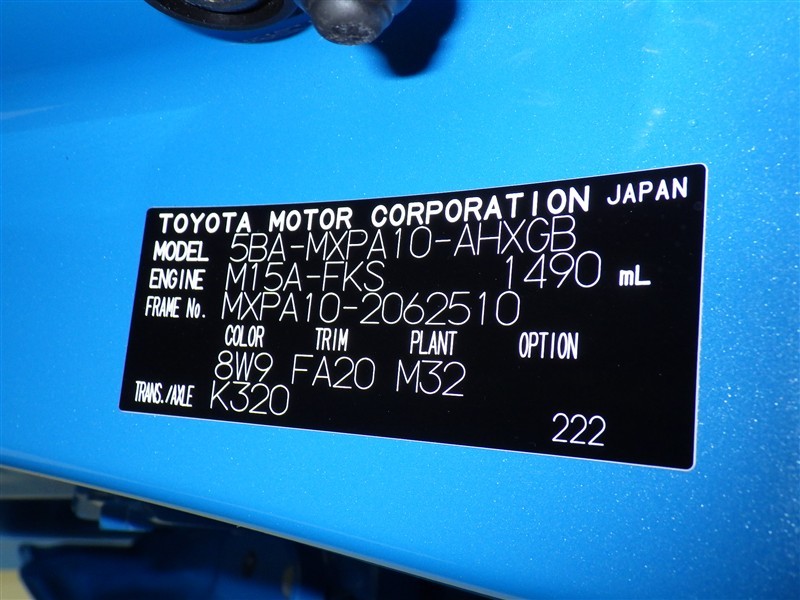 TOYOTA MOTOR CORPORATION JAPAN
MODEL 5BA-MXPA10-AHXGB
ENGINE M15A-FKS 1490 mL
FRAME No. MXPA10-2062510
COLOR TRIM PLANT OPTION
8W9 FA20 M32
TRANS./AXLE K320
222